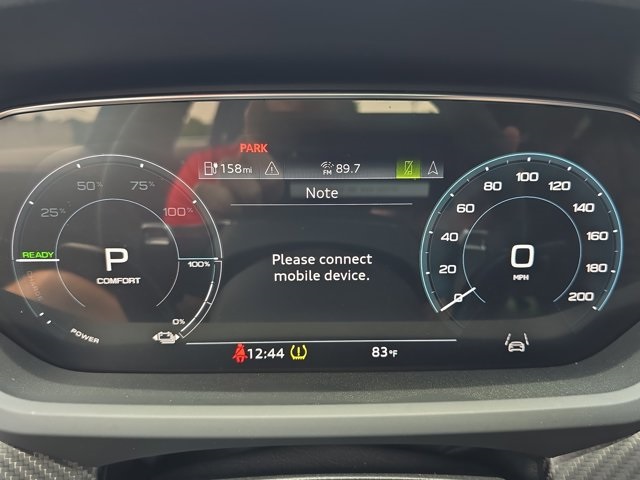 PARK
158mi
FM 89.7
Note
Please connect
mobile device.
25%
50%
75%
100%
READY
P
COMFORT
100%
0%
POWER
0
20
40
60
80
100
120
140
160
180
200
0
MPH
12:44
83°F